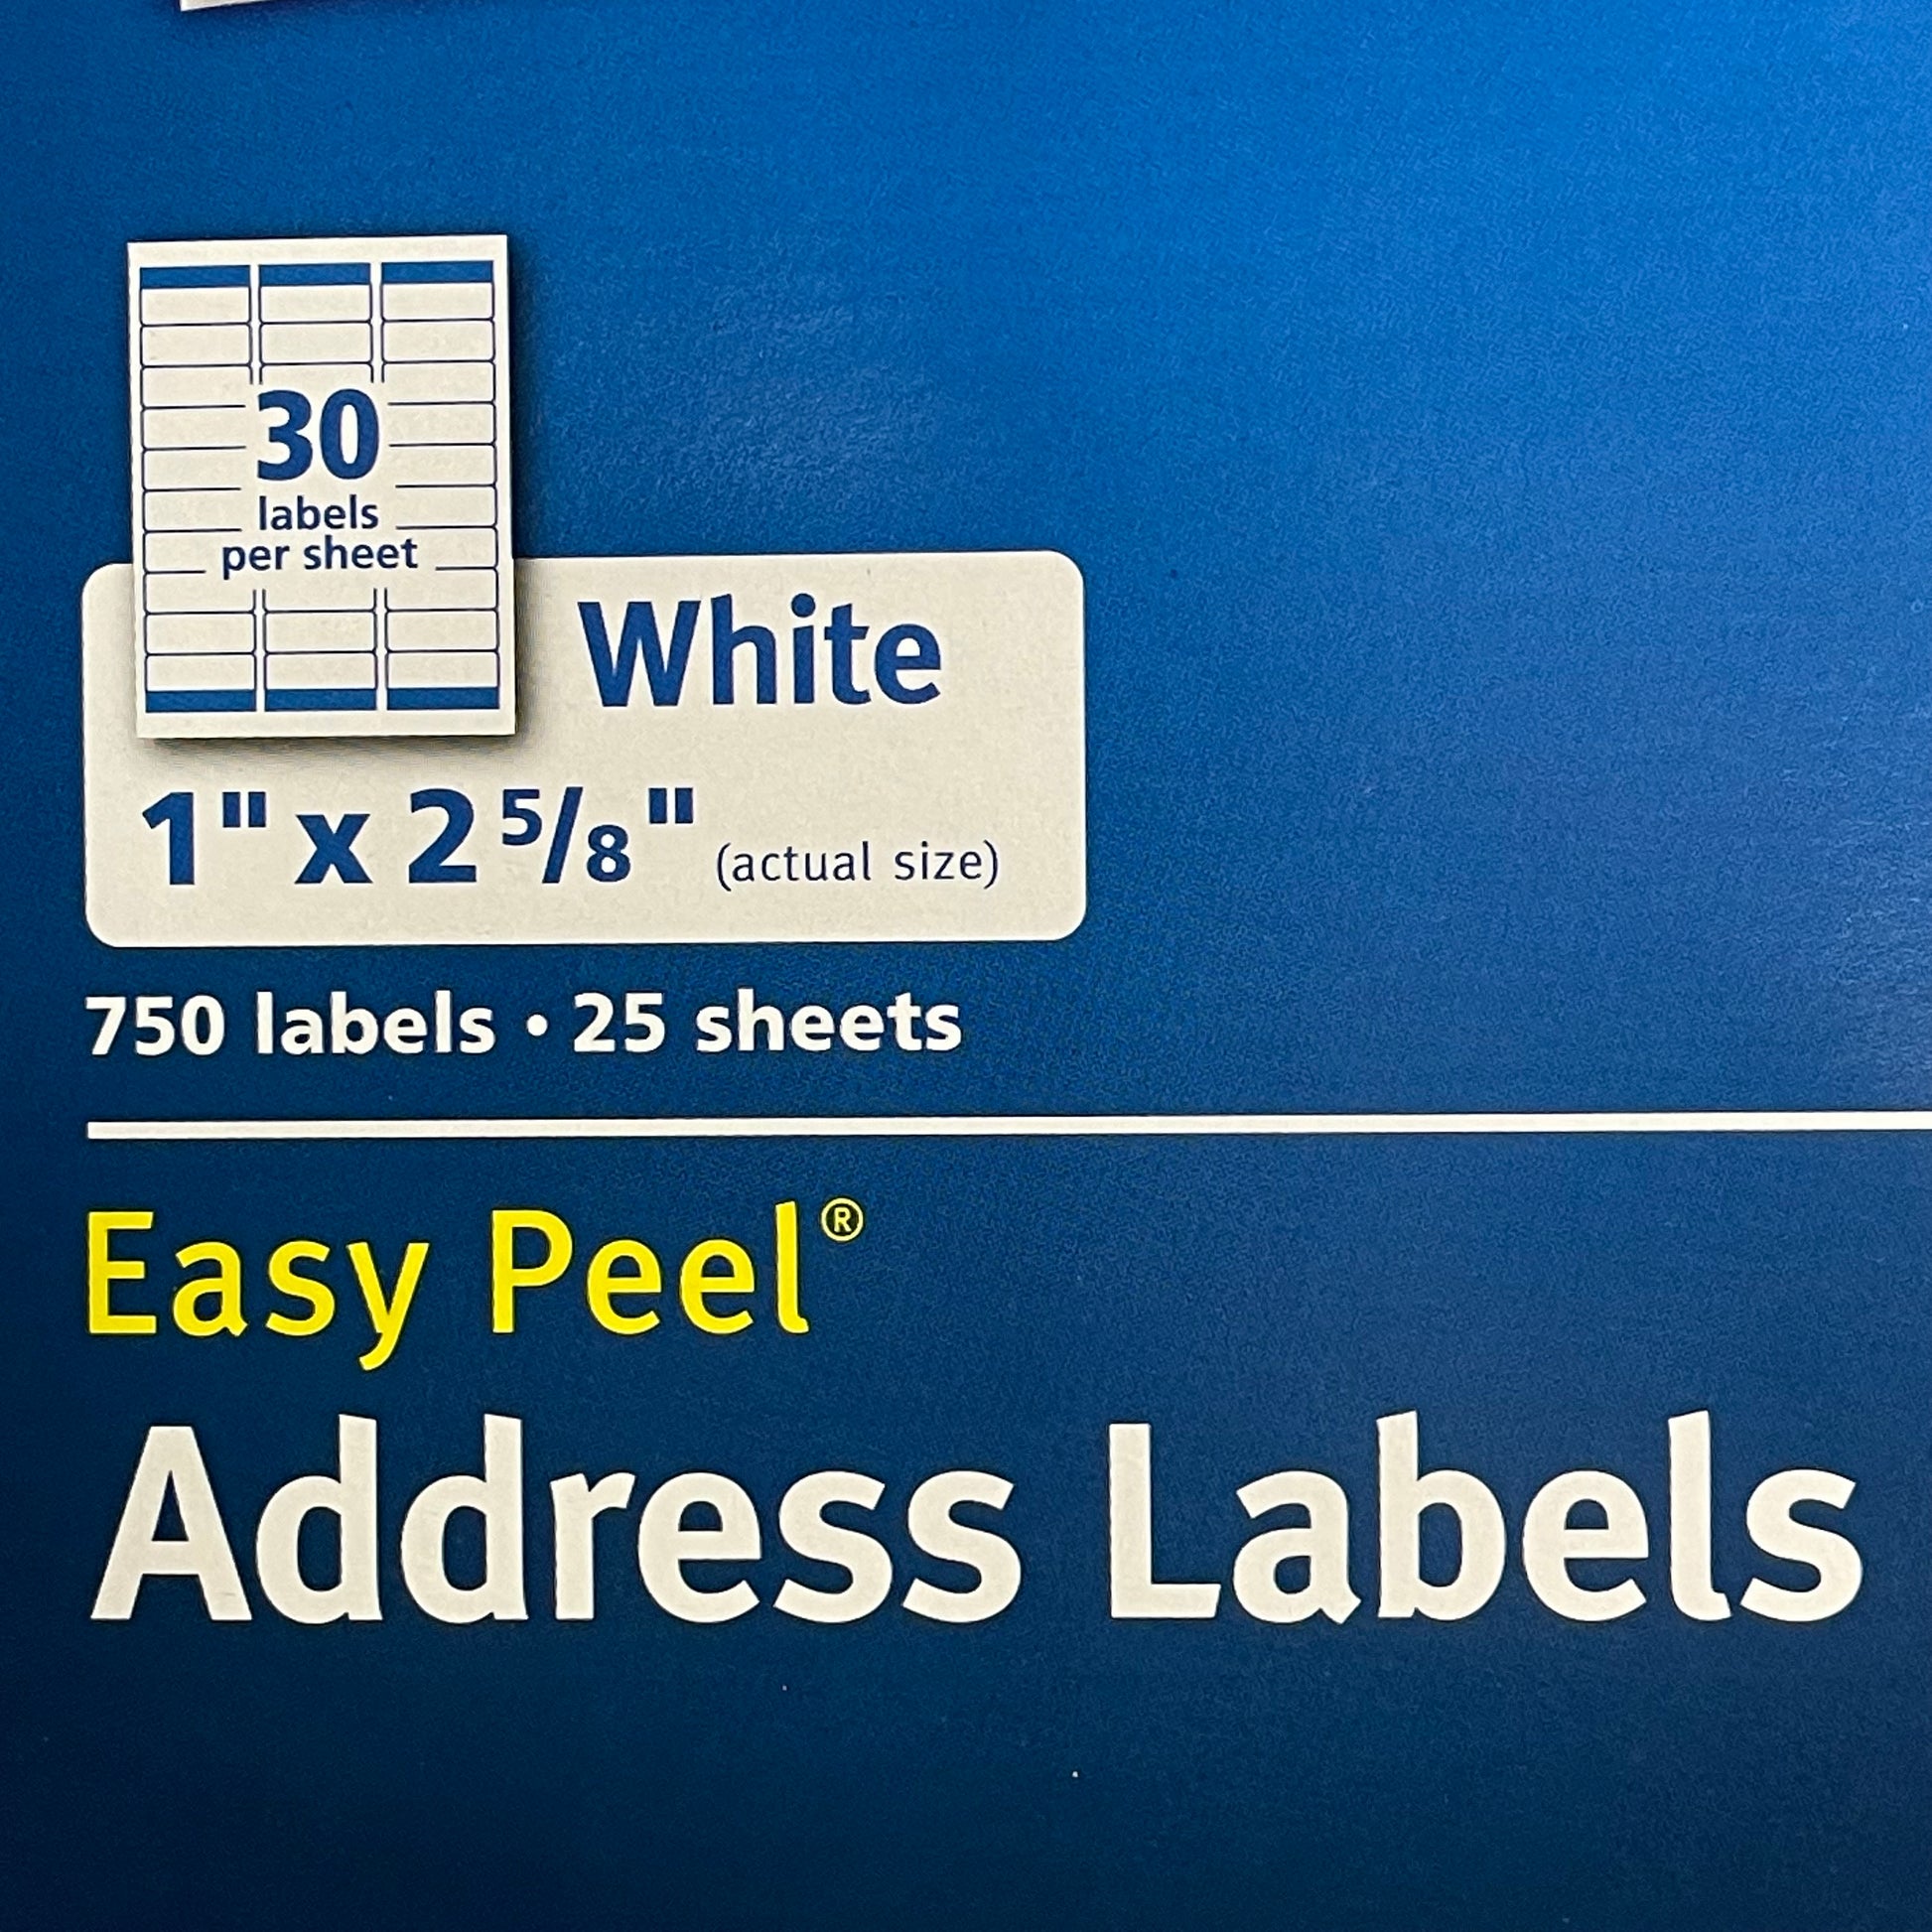 30
labels
per sheet
White
1" x 2 5/8" (actual size)
750 labels • 25 sheets
Easy Peel®
Address Labels